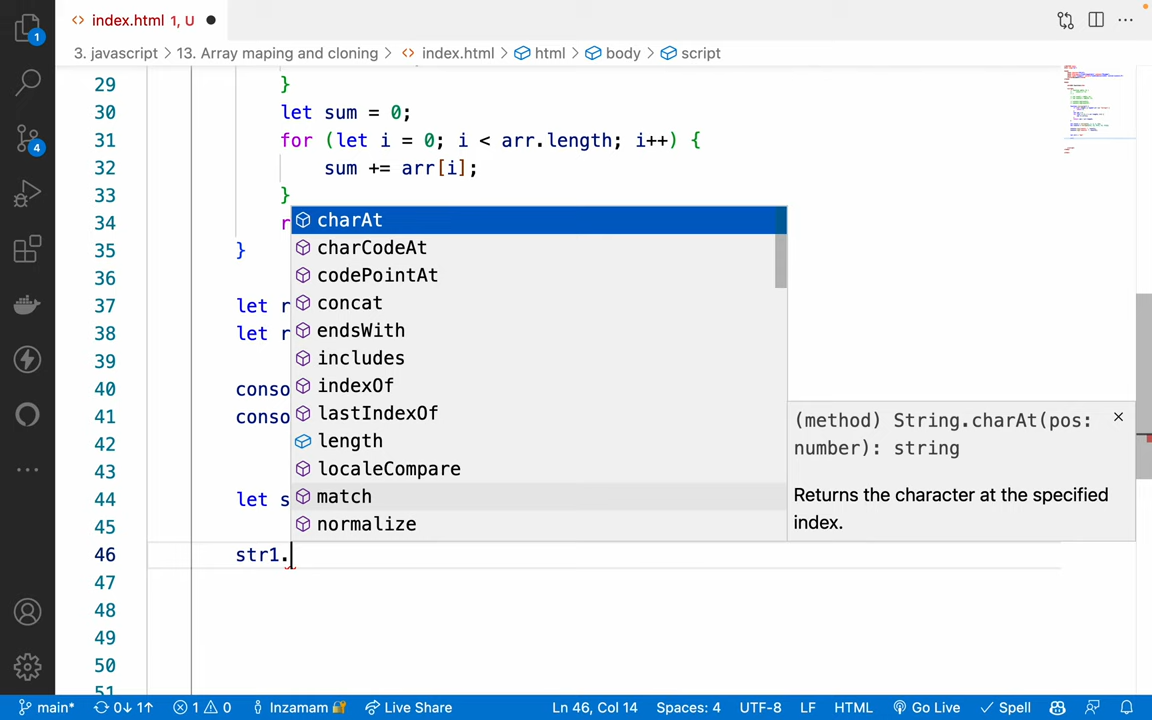 index.html 1, U
3. javascript > 13. Array maping and cloning > index.html > html > body > script
1
4
29 }
30 let sum = 0;
31 for (let i = 0; i < arr.length; i++) {
32 sum += arr[i];
33 }
34 r
35 }
36
37 let r
38 let r
39
40 conso
41 conso
42
43
44 let s
45
46 str1.
47
48
49
50
51
charAt
charCodeAt
codePointAt
concat
endsWith
includes
indexOf
lastIndexOf
length
localeCompare
match
normalize
(method) String.charAt(pos:
number): string
Returns the character at the specified
index.
main* 0↓ 1↑ 1 0 Inzamam Live Share Ln 46, Col 14 Spaces: 4 UTF-8 LF HTML Go Live Spell